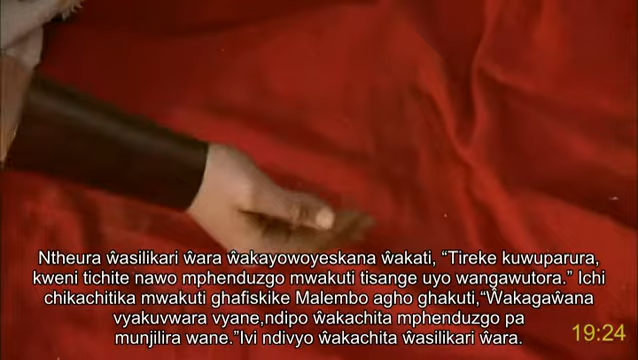 Ntheura ŵasilikari ŵara ŵakayowoyeskana ŵakati, “Tireke kuwuparura,
kweni tichite nawo mphenduzgo mwakuti tisange uyo wangawutora.” Ichi
chikachitika mwakuti ghafiskike Malembo agho ghakuti,“Ŵakagaŵana
vyakuvwara vyane,ndipo ŵakachita mphenduzgo pa
munjilira wane.”Ivi ndivyo ŵakachita ŵasilikari ŵara.
19:24